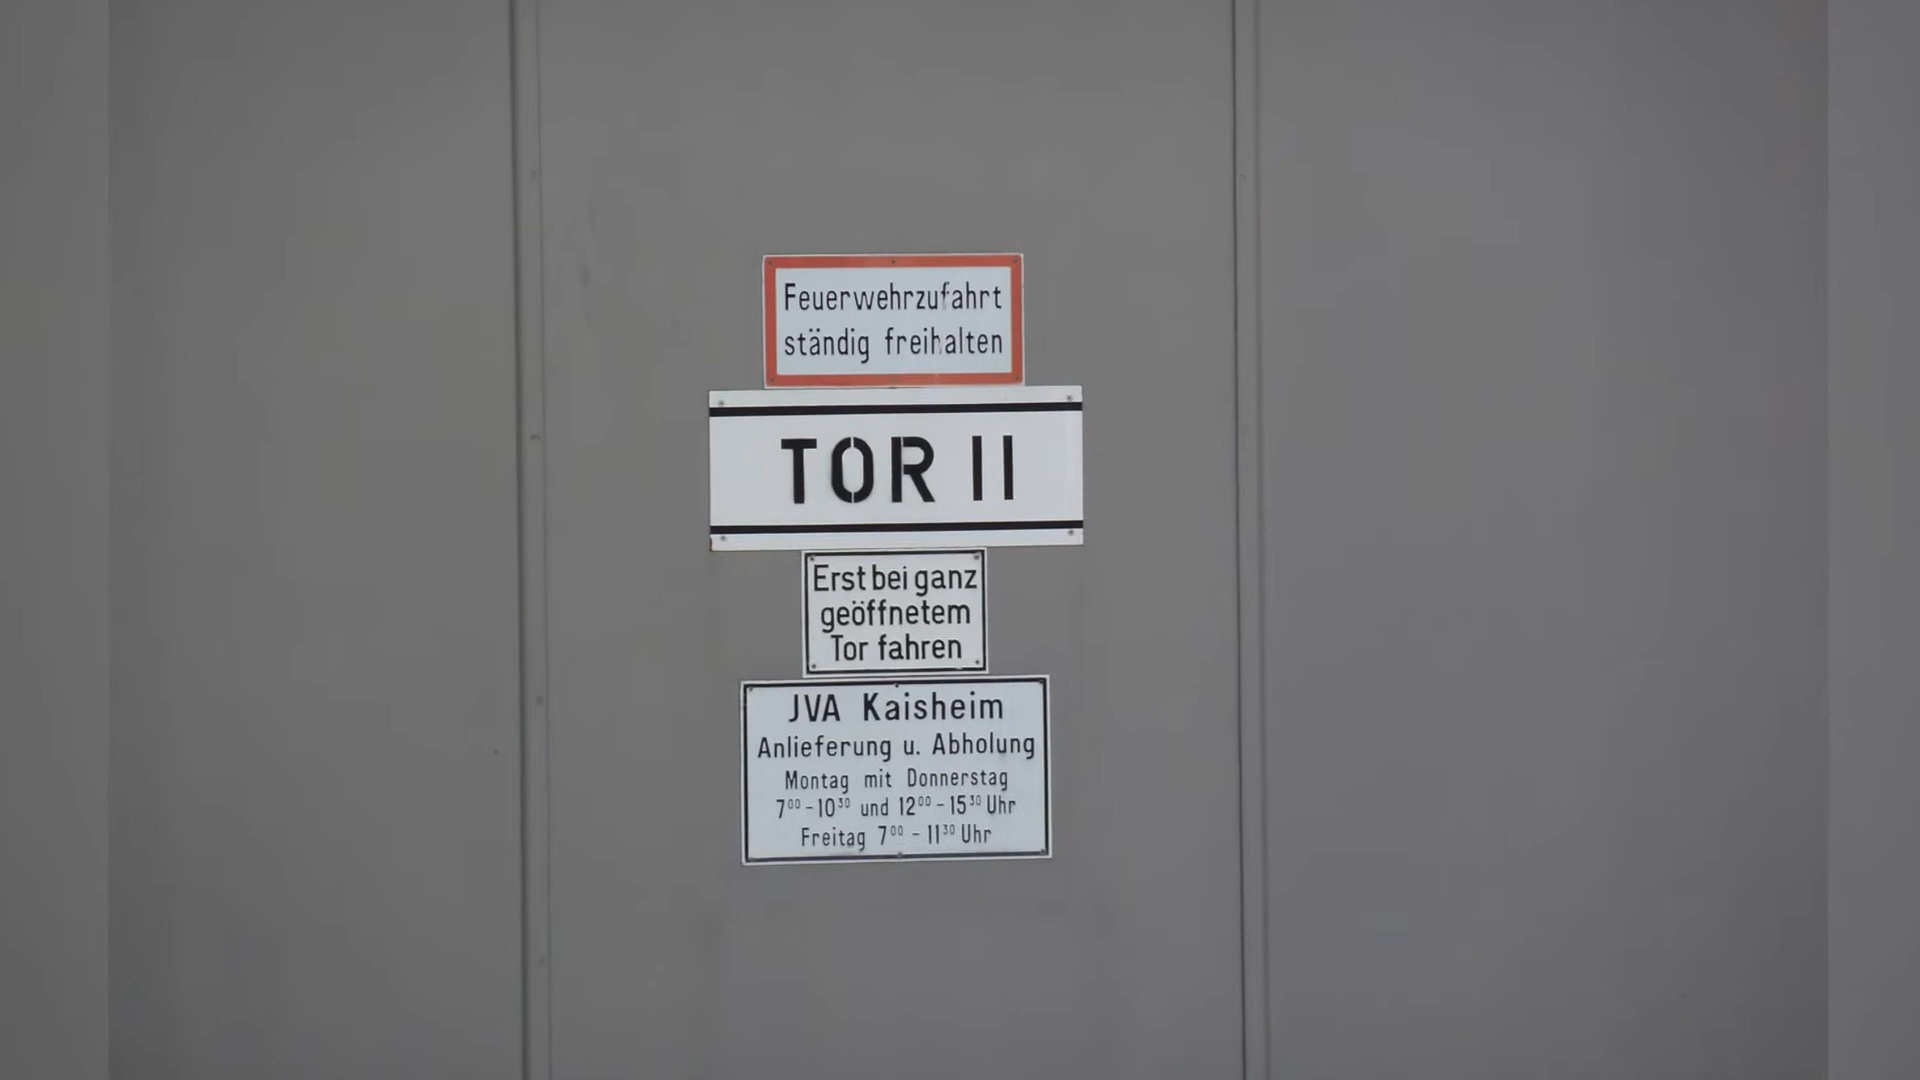 Feuerwehrzufahrt
ständig freihalten
TOR II
Erst bei ganz
geöffnetem
Tor fahren
JVA Kaisheim
Anlieferung u. Abholung
Montag mit Donnerstag
7⁰⁰ - 10³⁰ und 12⁰⁰ - 15³⁰ Uhr
Freitag 7⁰⁰ - 11³⁰ Uhr